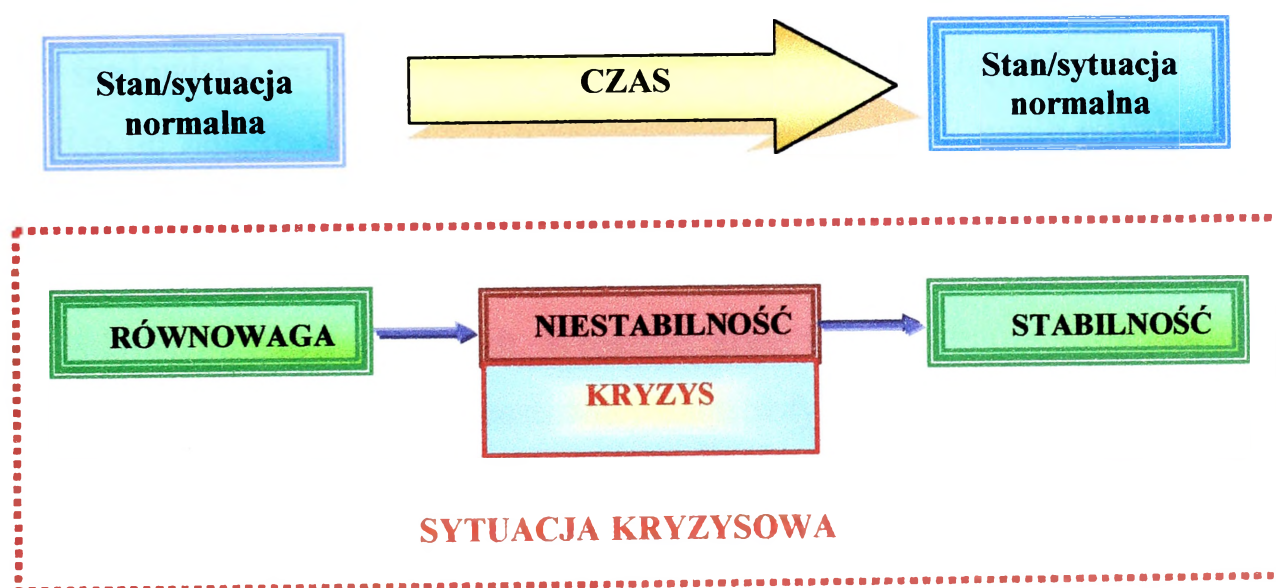 Stan/sytuacja
normalna
CZAS
Stan/sytuacja
normalna
RÓWNOWAGA
NIESTABILNOŚĆ
STABILNOŚĆ
KRYZYS
SYTUACJA KRYZYSOWA